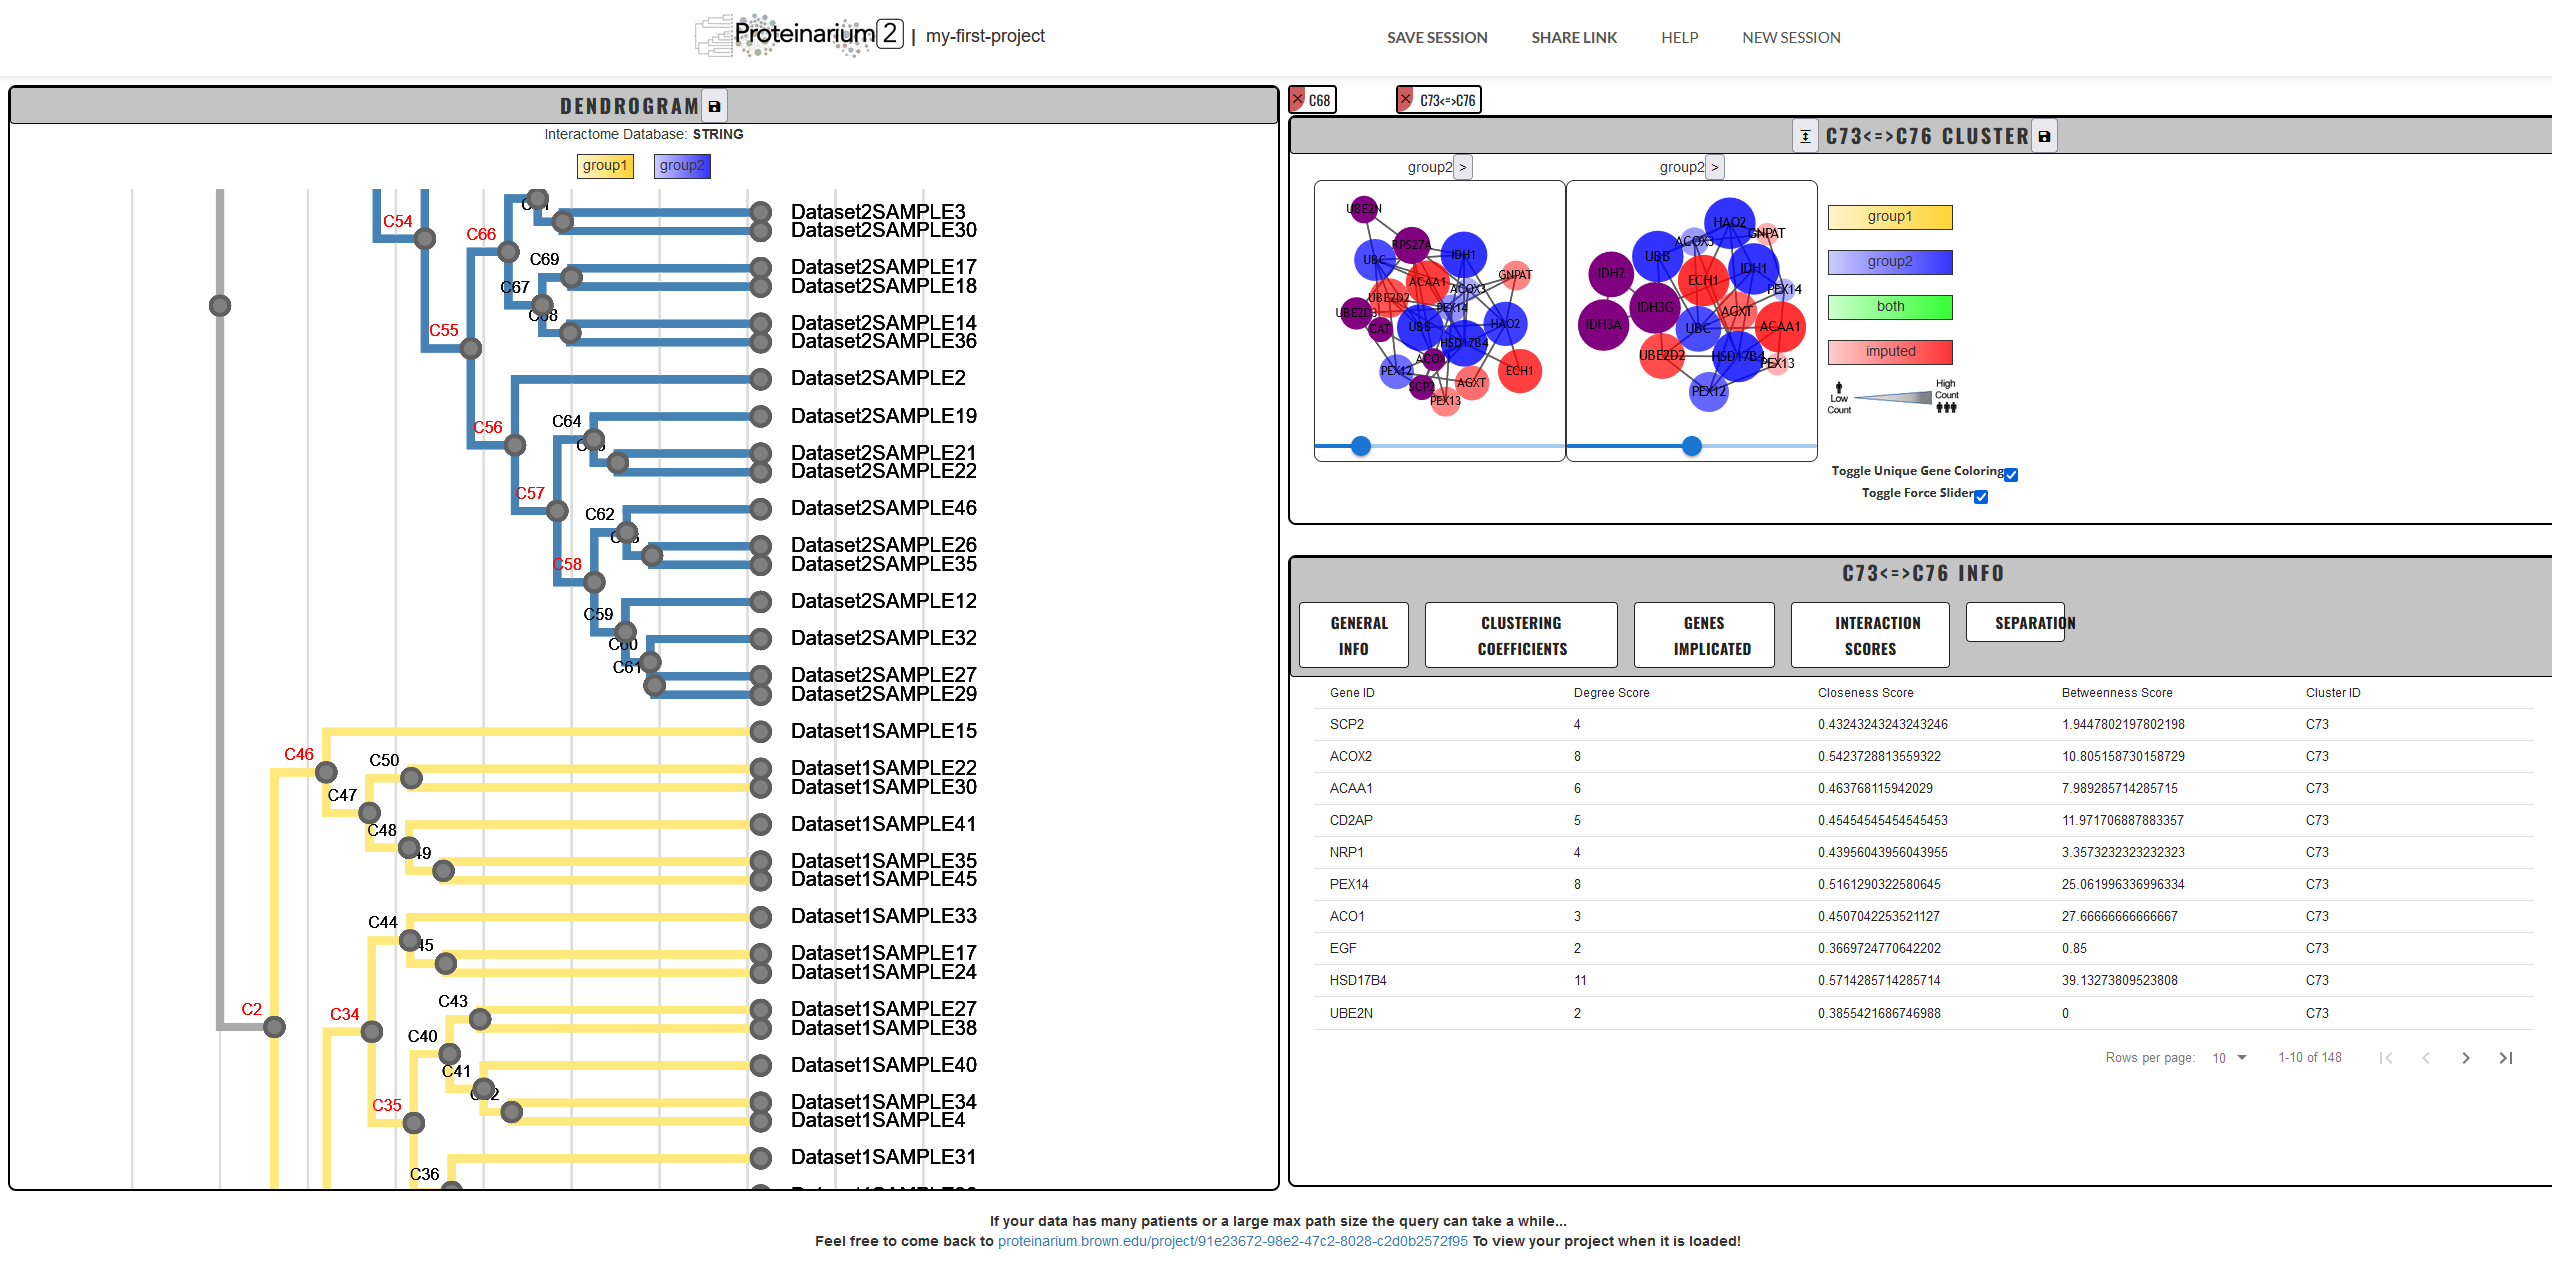 Proteinarium 2 | my-first-project
SAVE SESSION
SHARE LINK
HELP
NEW SESSION
DENDROGRAM
Interactome Database: STRING
group1
group2
C54
C66
C69
C67
C55
C56
C64
C57
C62
C58
C59
C60
C61
C46
C50
C47
C48
C44
C2
C34
C43
C40
C41
C35
C36
Dataset2SAMPLE3
Dataset2SAMPLE30
Dataset2SAMPLE17
Dataset2SAMPLE18
Dataset2SAMPLE14
Dataset2SAMPLE36
Dataset2SAMPLE2
Dataset2SAMPLE19
Dataset2SAMPLE21
Dataset2SAMPLE22
Dataset2SAMPLE46
Dataset2SAMPLE26
Dataset2SAMPLE35
Dataset2SAMPLE12
Dataset2SAMPLE32
Dataset2SAMPLE27
Dataset2SAMPLE29
Dataset1SAMPLE15
Dataset1SAMPLE22
Dataset1SAMPLE30
Dataset1SAMPLE41
Dataset1SAMPLE35
Dataset1SAMPLE45
Dataset1SAMPLE33
Dataset1SAMPLE17
Dataset1SAMPLE24
Dataset1SAMPLE27
Dataset1SAMPLE38
Dataset1SAMPLE40
Dataset1SAMPLE34
Dataset1SAMPLE4
Dataset1SAMPLE31
C68
C73<=>C76
C73<=>C76 CLUSTER
group2 >
group2 >
UBE2N
RPS27A
UBC
IDH1
ACAA1
GNPAT
ACOX3
UBE2D2
PEX14
UBE2D3
CAT
UBB
HAO2
HSD17B4
PEX12
SCP2
AGXT
ECH1
PEX13
HAO2
GNPAT
ACOX3
UBB
IDH2
IDH1
ECH1
PEX14
IDH3G
AGXT
IDH3A
UBC
ACAA1
UBE2D2
HSD17B4
PEX13
PEX12
group1
group2
both
imputed
Low Count
High Count
Toggle Unique Gene Coloring
Toggle Force Slider
C73<=>C76 INFO
GENERAL INFO
CLUSTERING COEFFICIENTS
GENES IMPLICATED
INTERACTION SCORES
SEPARATION
Gene ID Degree Score Closeness Score Betweenness Score Cluster ID
SCP2 4 0.43243243243243246 1.9447802197802198 C73
ACOX2 8 0.5423728813559322 10.805158730158729 C73
ACAA1 6 0.463768115942029 7.989285714285715 C73
CD2AP 5 0.45454545454545453 11.971706887883357 C73
NRP1 4 0.43956043956043955 3.3573232323232323 C73
PEX14 8 0.5161290322580645 25.061996336996334 C73
ACO1 3 0.4507042253521127 27.66666666666667 C73
EGF 2 0.3669724770642202 0.85 C73
HSD17B4 11 0.5714285714285714 39.13273809523808 C73
UBE2N 2 0.3855421686746988 0 C73
Rows per page: 10 1-10 of 148
If your data has many patients or a large max path size the query can take a while...
Feel free to come back to proteinarium.brown.edu/project/91e23672-98e2-47c2-8028-c2d0b2572f95 To view your project when it is loaded!